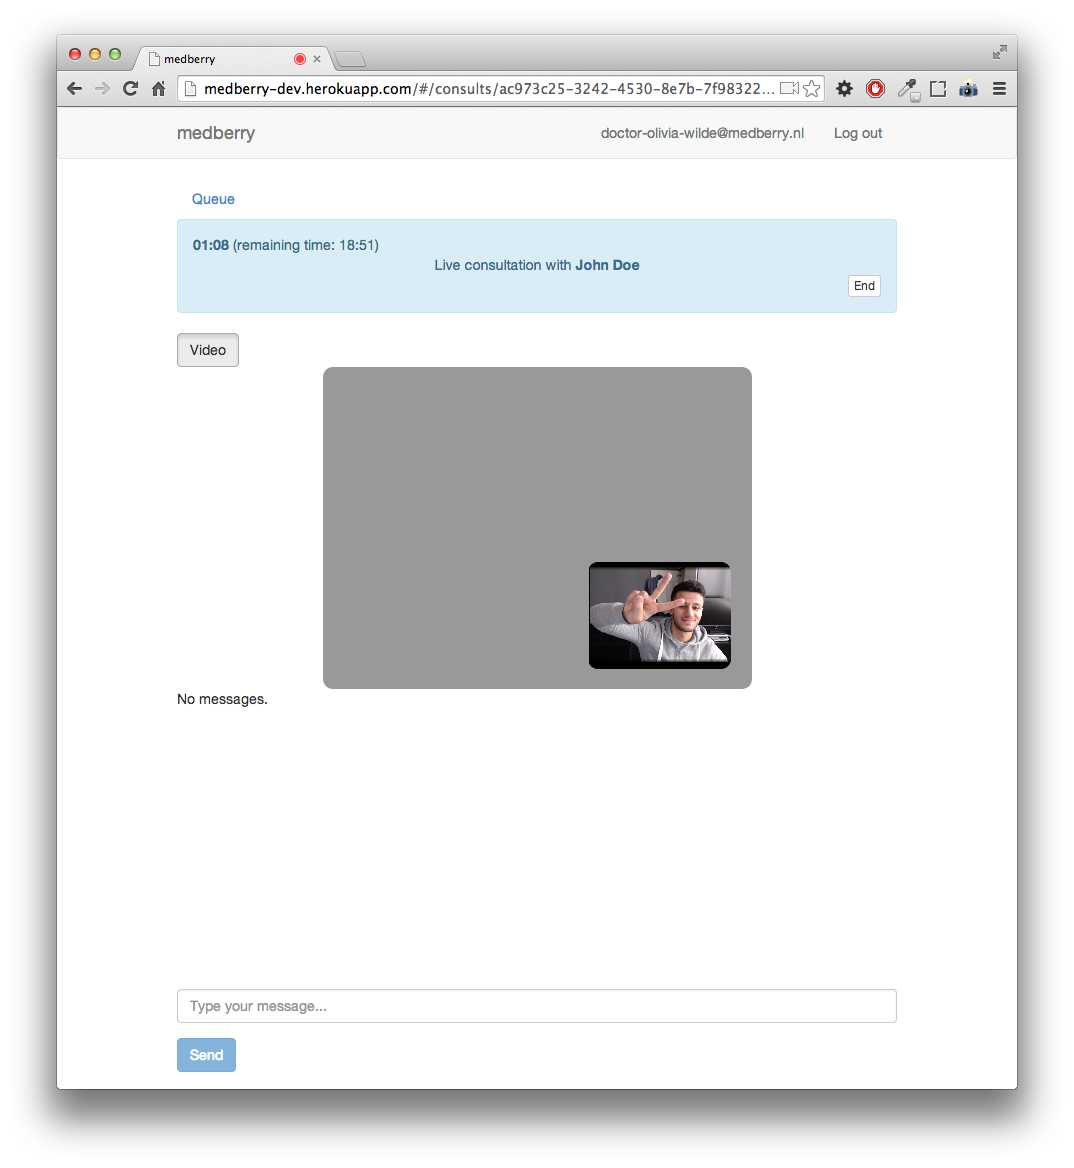 medberry
medberry-dev.herokuapp.com/#/consults/ac973c25-3242-4530-8e7b-7f98322...
medberry doctor-olivia-wilde@medberry.nl Log out
Queue
01:08 (remaining time: 18:51)
Live consultation with John Doe
End
Video
No messages.
Type your message...
Send